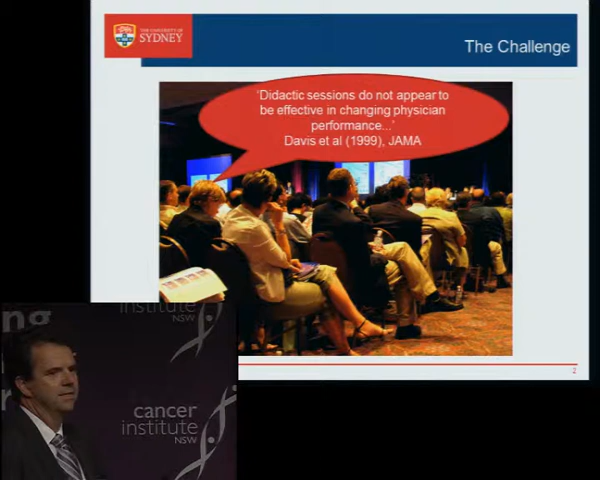 THE UNIVERSITY OF
SYDNEY
The Challenge
'Didactic sessions do not appear to
be effective in changing physician
performance...'
Davis et al (1999), JAMA
2
ng
institute
NSW
cancer
institute
NSW